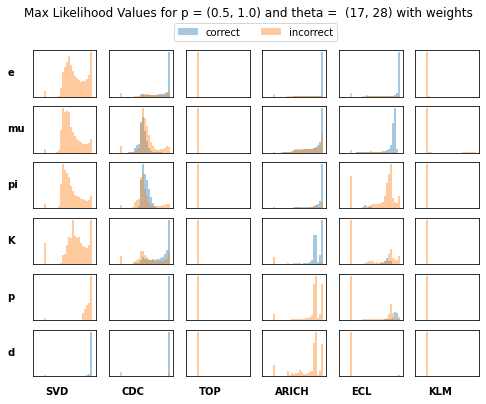 Max Likelihood Values for p = (0.5, 1.0) and theta =  (17, 28) with weights
correct incorrect
e
mu
pi
K
p
d
SVD CDC TOP ARICH ECL KLM